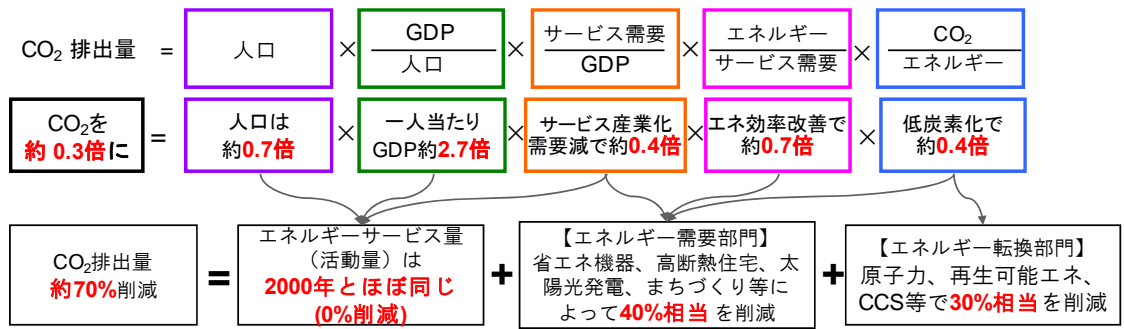 CO₂ 排出量 = 人口 × GDP/人口 × サービス需要/GDP × エネルギー/サービス需要 × CO₂/エネルギー
CO₂を
約 0.3倍に
=
人口は
約0.7倍
×
一人当たり
GDP約2.7倍
×
サービス産業化
需要減で約0.4倍
×
エネ効率改善で
約0.7倍
×
低炭素化で
約0.4倍
CO₂排出量
約70%削減
=
エネルギーサービス量
（活動量）は
2000年とほぼ同じ
(0%削減)
+
【エネルギー需要部門】
省エネ機器、高断熱住宅、太
陽光発電、まちづくり等に
よって40%相当 を削減
+
【エネルギー転換部門】
原子力、再生可能エネ、
CCS等で30%相当 を削減